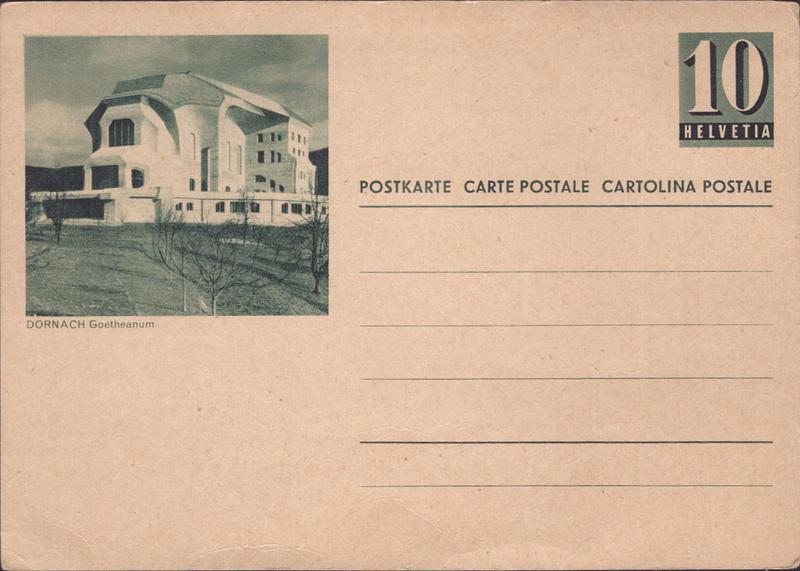 10
HELVETIA
POSTKARTE CARTE POSTALE CARTOLINA POSTALE
DORNACH Goetheanum